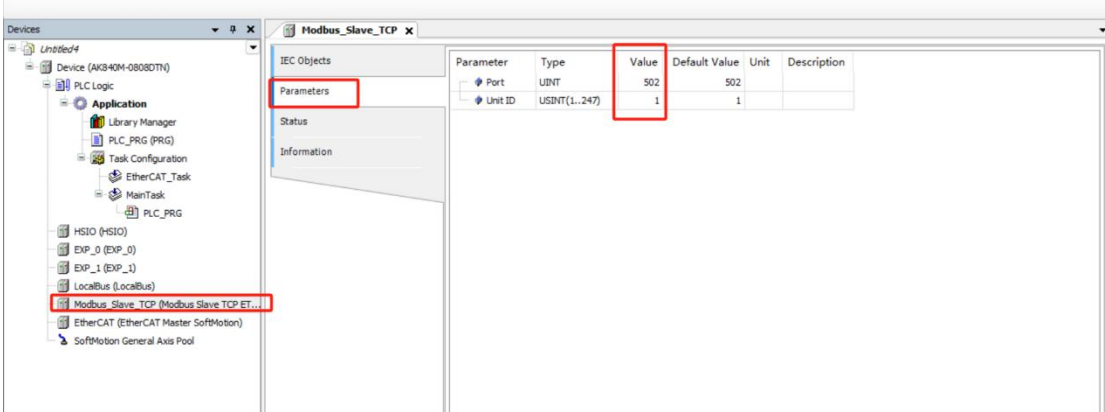 Devices
Untitled4
Device (AK840M-0808DTN)
PLC Logic
Application
Library Manager
PLC_PRG (PRG)
Task Configuration
EtherCAT_Task
MainTask
PLC_PRG
HSIO (HSIO)
EXP_0 (EXP_0)
EXP_1 (EXP_1)
LocalBus (LocalBus)
Modbus_Slave_TCP (Modbus Slave TCP ET...
EtherCAT (EtherCAT Master SoftMotion)
SoftMotion General Axis Pool
Modbus_Slave_TCP X
IEC Objects
Parameters
Status
Information
Parameter Type Value Default Value Unit Description
Port UINT 502 502
Unit ID USINT(1..247) 1 1